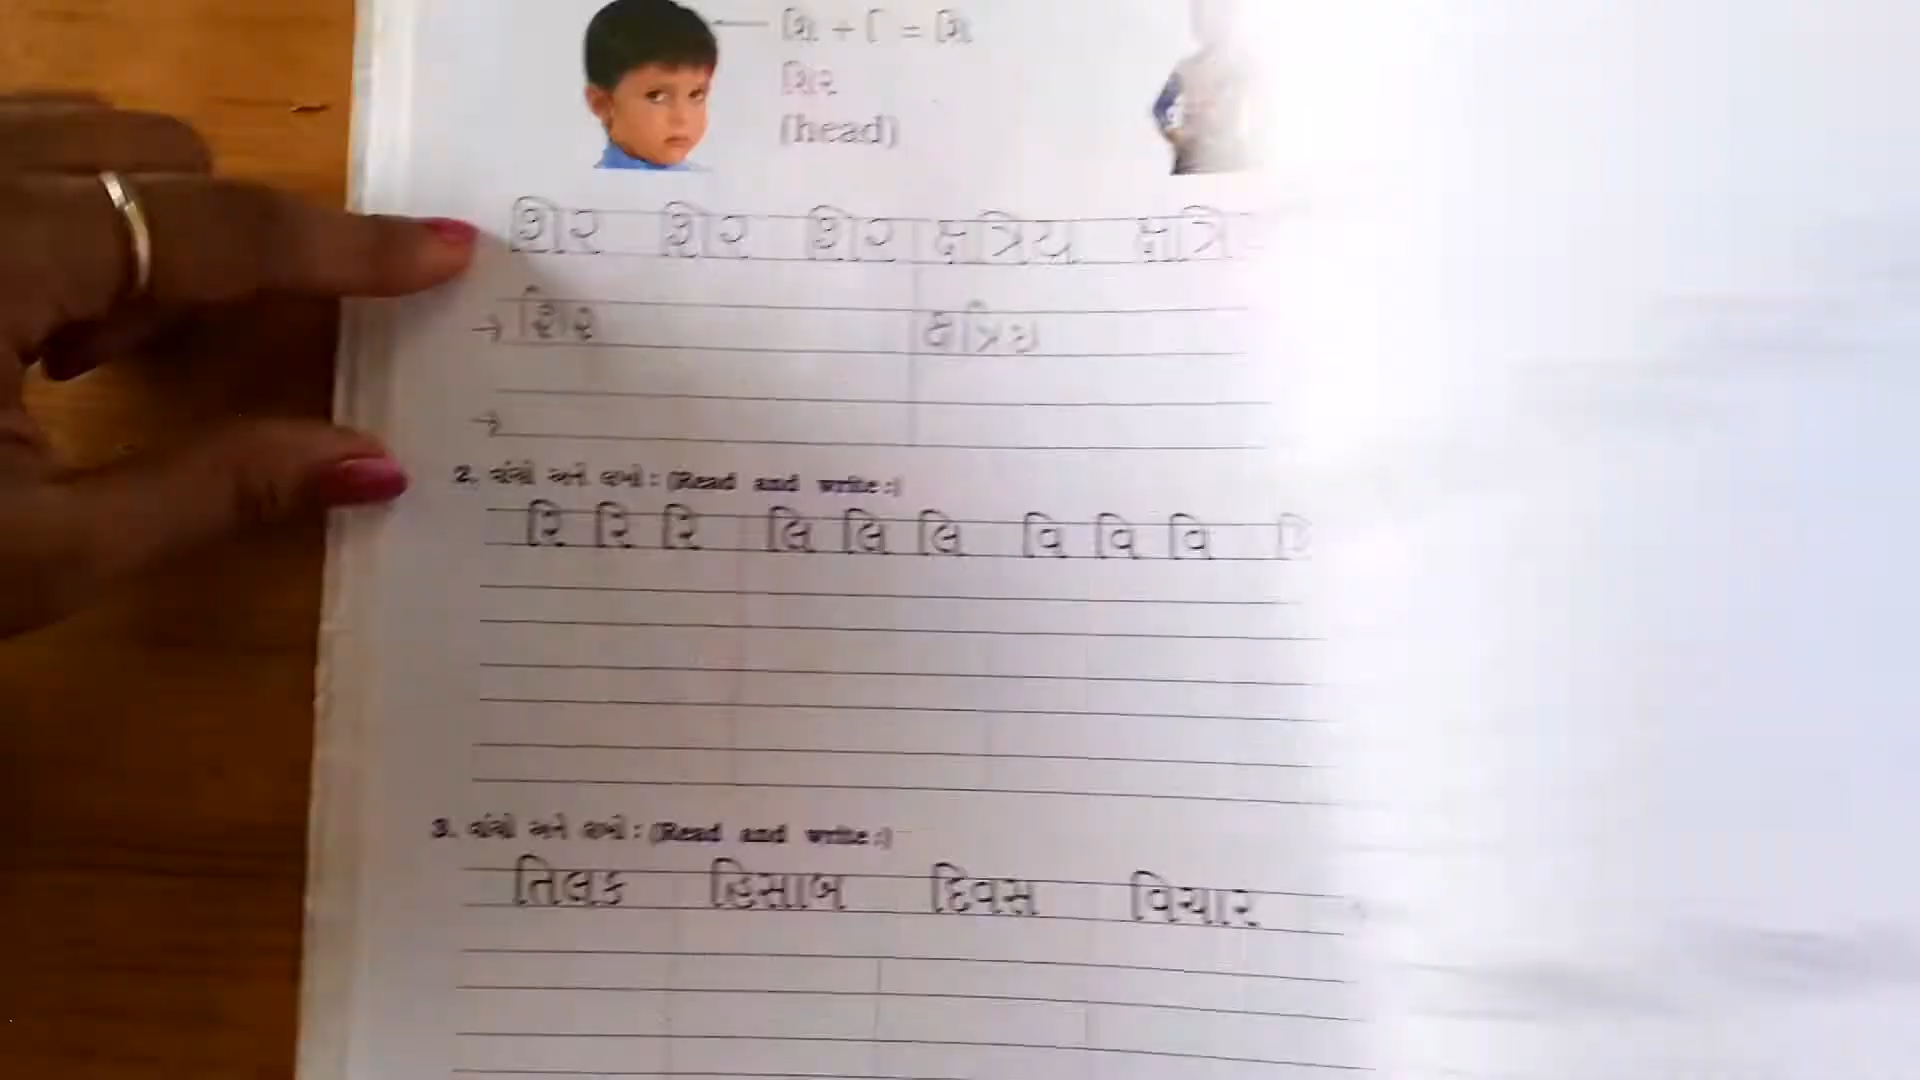 શિ + િ = શિ
શિર
(head)
શિર શિર શિર ક્ષત્રિય ક્ષત્રિ
→ શિર ક્ષત્રિય
→
2. વાંચો અને લખો : (Read and write :)
રિ રિ રિ લિ લિ લિ વિ વિ વિ
3. વાંચો અને લખો : (Read and write :)
તિલક હિસાબ દિવસ વિચાર